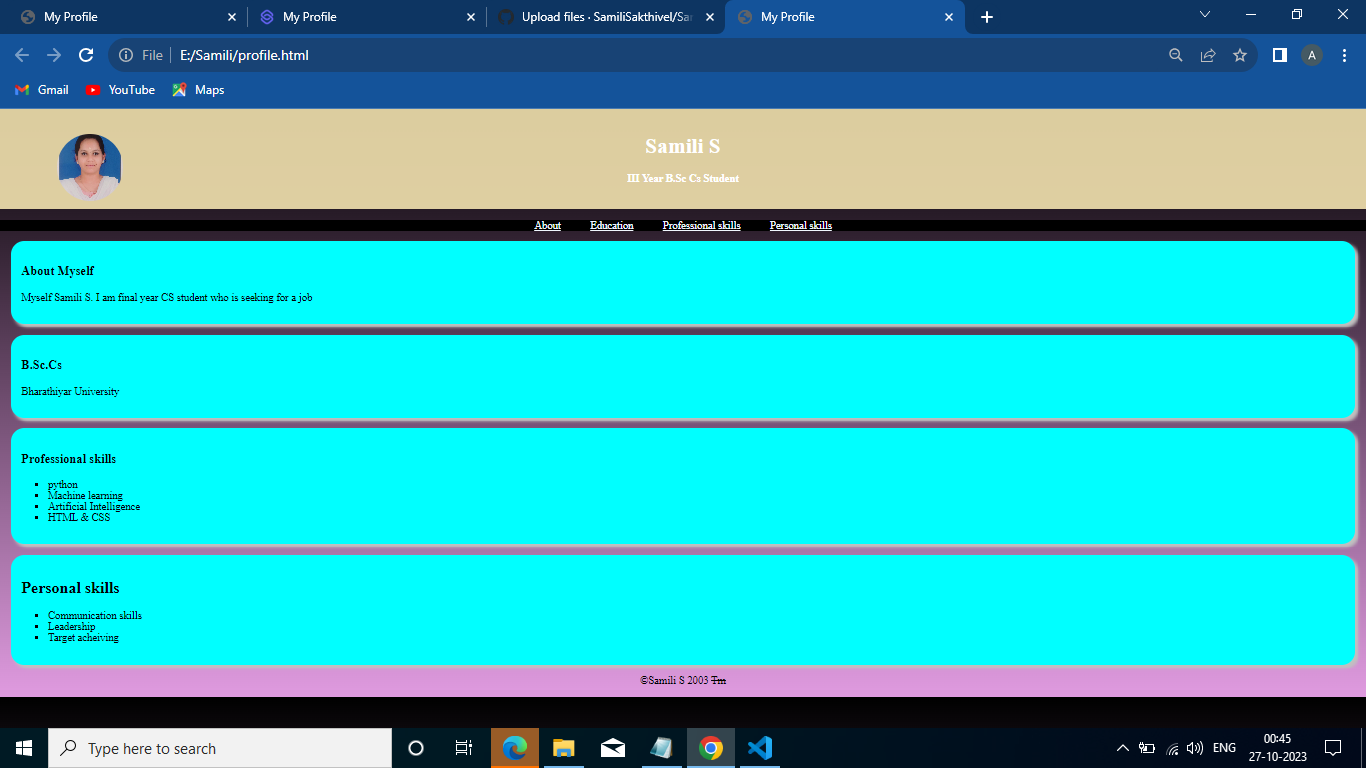 My Profile
My Profile
Upload files · SamiliSakthivel/Sa
My Profile
File
E:/Samili/profile.html
A
Gmail
YouTube
Maps
Samili S
III Year B.Sc Cs Student
About Education Professional skills Personal skills
About Myself
Myself Samili S. I am final year CS student who is seeking for a job
B.Sc.Cs
Bharathiyar University
Professional skills
python
Machine learning
Artificial Intelligence
HTML & CSS
Personal skills
Communication skills
Leadership
Target acheiving
©Samili S 2003 Tm
Type here to search
ENG
00:45
27-10-2023